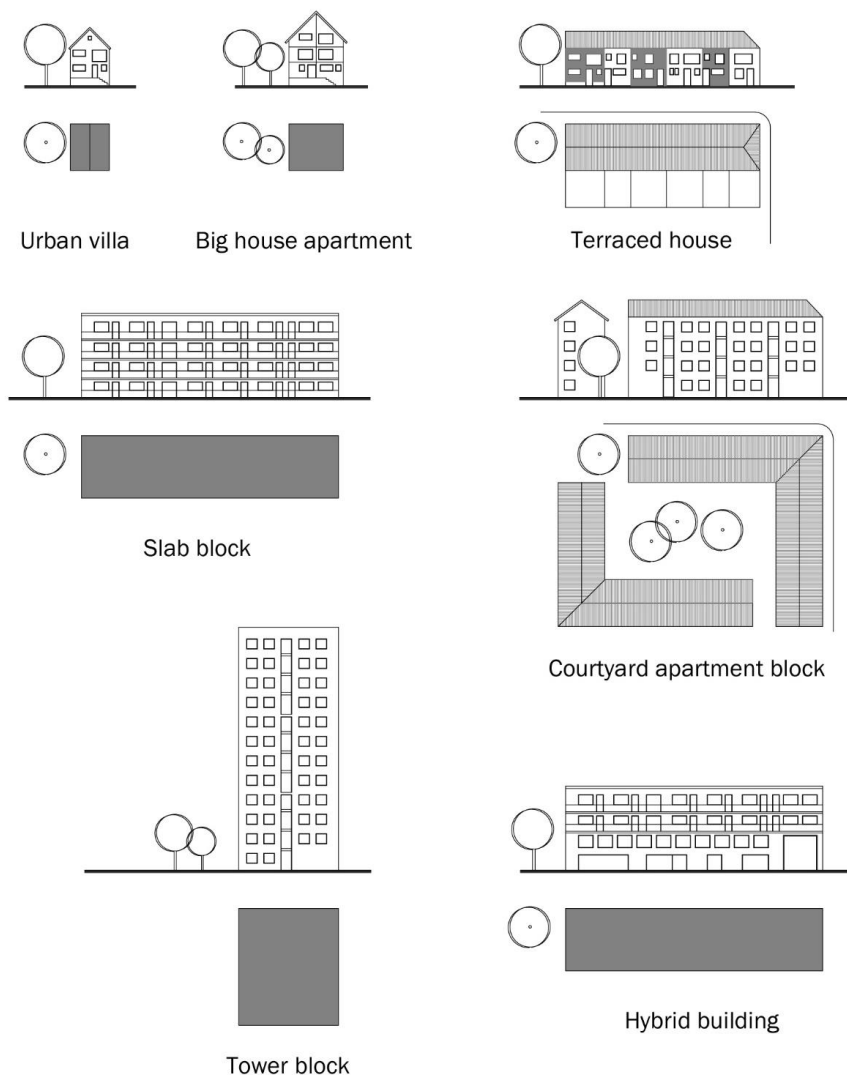 Urban villa
Big house apartment
Terraced house
Slab block
Courtyard apartment block
Hybrid building
Tower block